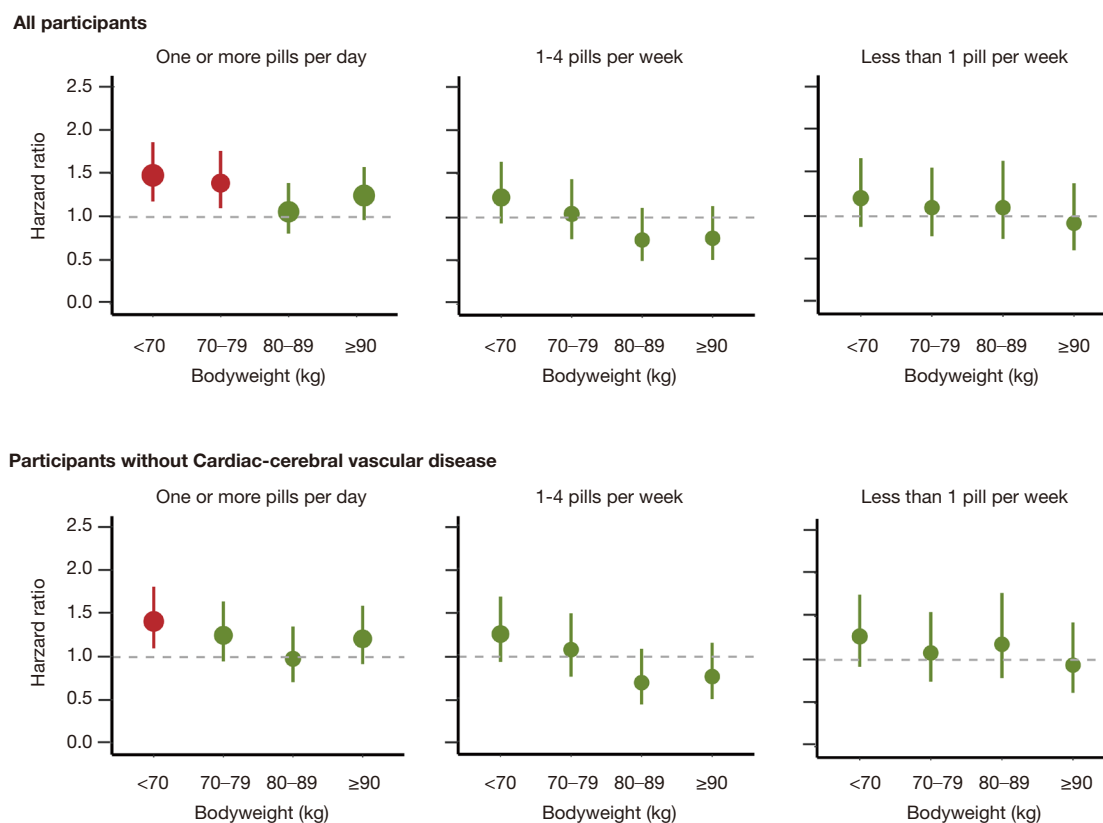 All participants
One or more pills per day
1-4 pills per week
Less than 1 pill per week
Harzard ratio
2.5
2.0
1.5
1.0
0.5
0.0
<70 70–79 80–89 ≥90
Bodyweight (kg)
<70 70–79 80–89 ≥90
Bodyweight (kg)
<70 70–79 80–89 ≥90
Bodyweight (kg)
Participants without Cardiac-cerebral vascular disease
One or more pills per day
1-4 pills per week
Less than 1 pill per week
Harzard ratio
2.5
2.0
1.5
1.0
0.5
0.0
<70 70–79 80–89 ≥90
Bodyweight (kg)
<70 70–79 80–89 ≥90
Bodyweight (kg)
<70 70–79 80–89 ≥90
Bodyweight (kg)